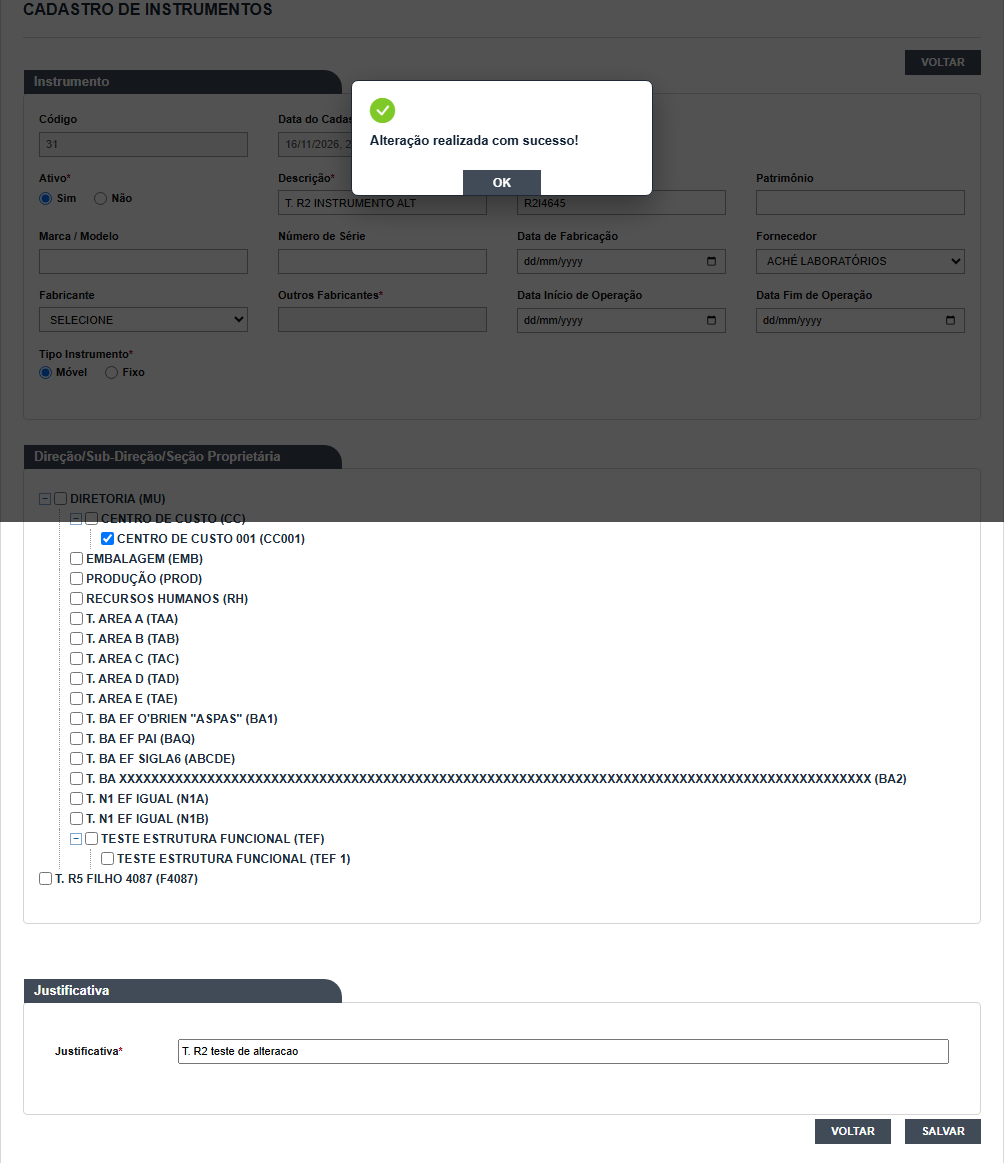 CADASTRO DE INSTRUMENTOS
VOLTAR
Instrumento
Alteração realizada com sucesso!
OK
Código
31
Data do Cadas
16/11/2026, 2
Ativo*
Sim
Não
Descrição*
T. R2 INSTRUMENTO ALT
R2I4645
Patrimônio
Marca / Modelo
Número de Série
Data de Fabricação
dd/mm/yyyy
Fornecedor
ACHÉ LABORATÓRIOS
Fabricante
SELECIONE
Outros Fabricantes*
Data Início de Operação
dd/mm/yyyy
Data Fim de Operação
dd/mm/yyyy
Tipo Instrumento*
Móvel
Fixo
Direção/Sub-Direção/Seção Proprietária
DIRETORIA (MU)
CENTRO DE CUSTO (CC)
CENTRO DE CUSTO 001 (CC001)
EMBALAGEM (EMB)
PRODUÇÃO (PROD)
RECURSOS HUMANOS (RH)
T. AREA A (TAA)
T. AREA B (TAB)
T. AREA C (TAC)
T. AREA D (TAD)
T. AREA E (TAE)
T. BA EF O'BRIEN "ASPAS" (BA1)
T. BA EF PAI (BAQ)
T. BA EF SIGLA6 (ABCDE)
T. BA XXXXXXXXXXXXXXXXXXXXXXXXXXXXXXXXXXXXXXXXXXXXXXXXXXXXXXXXXXXXXXXXXXXXXXXXXXXXXXXXXXXXXXXXXXXXXX (BA2)
T. N1 EF IGUAL (N1A)
T. N1 EF IGUAL (N1B)
TESTE ESTRUTURA FUNCIONAL (TEF)
TESTE ESTRUTURA FUNCIONAL (TEF 1)
T. R5 FILHO 4087 (F4087)
Justificativa
Justificativa*
T. R2 teste de alteracao
VOLTAR
SALVAR